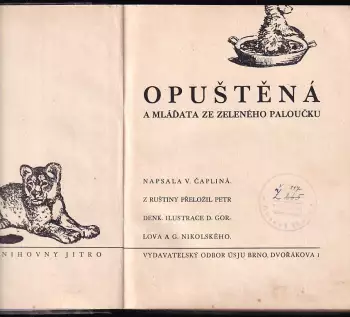 OPUŠTĚNÁ
A MLÁĎATA ZE ZELENÉHO PALOUČKU
NAPSALA V. ČAPLINÁ.
Z RUŠTINY PŘELOŽIL PETR
DENK. ILUSTRACE D. GOR-
LOVA A G. NIKOLSKÉHO.
VYDAVATELSKÝ ODBOR ÚSJU BRNO, DVOŘÁKOVA 1
NIHOVNY JITRO